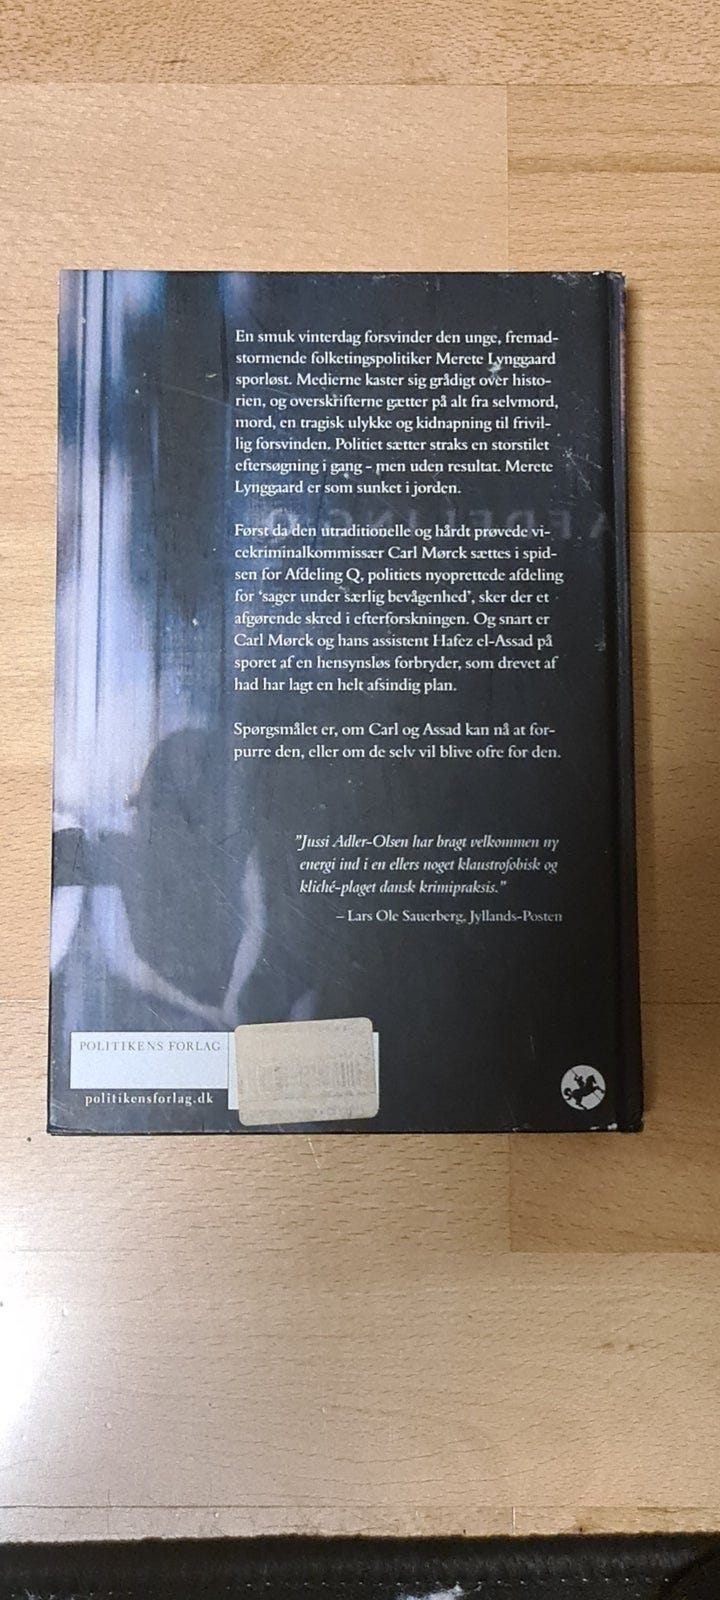 En smuk vinterdag forsvinder den unge, fremad-
stormende folketingspolitiker Merete Lynggaard
sporløst. Medierne kaster sig grådigt over histo-
rien, og overskrifterne gætter på alt fra selvmord,
mord, en tragisk ulykke og kidnapning til frivil-
lig forsvinden. Politiet sætter straks en storstilet
eftersøgning i gang – men uden resultat. Merete
Lynggaard er som sunket i jorden.
AFDELING Q
Først da den utraditionelle og hårdt prøvede vi-
cekriminalkommissær Carl Mørck sættes i spid-
sen for Afdeling Q, politiets nyoprettede afdeling
for ‘sager under særlig bevågenhed’, sker der et
afgørende skred i efterforskningen. Og snart er
Carl Mørck og hans assistent Hafez el-Assad på
sporet af en hensynsløs forbryder, som drevet af
had har lagt en helt afsindig plan.
Spørgsmålet er, om Carl og Assad kan nå at for-
purre den, eller om de selv vil blive ofre for den.
"Jussi Adler-Olsen har bragt velkommen ny
energi ind i en ellers noget klaustrofobisk og
kliché-plaget dansk krimipraksis."
– Lars Ole Sauerberg, Jyllands-Posten
POLITIKENS FORLAG
politikensforlag.dk